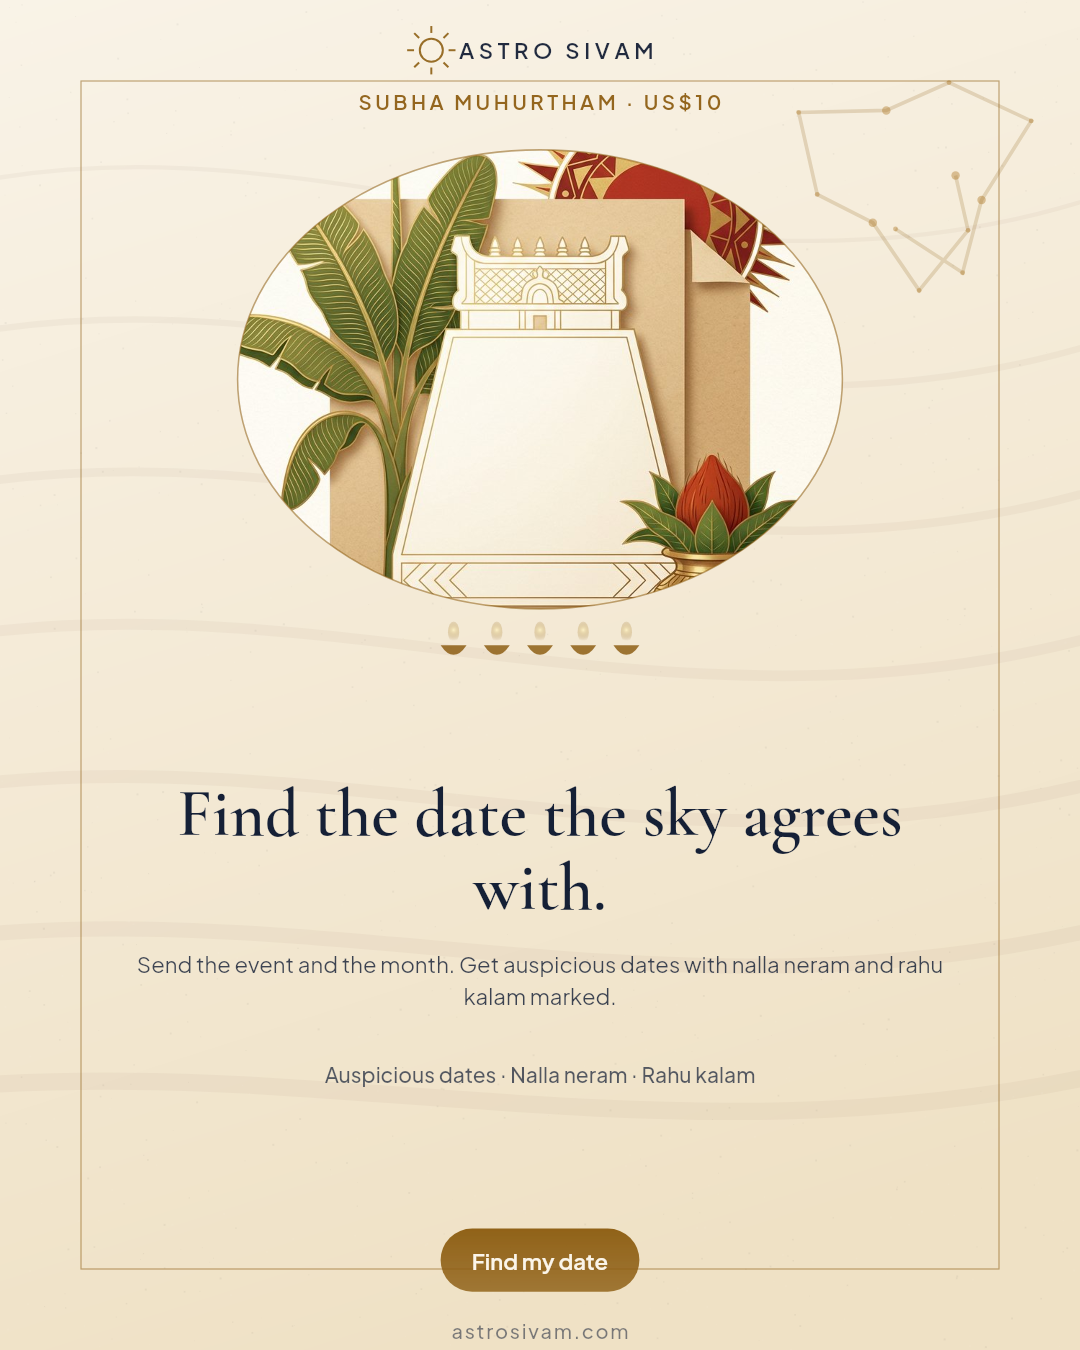 ASTRO SIVAM
SUBHA MUHURTHAM · US$10
Find the date the sky agrees
with.
Send the event and the month. Get auspicious dates with nalla neram and rahu
kalam marked.
Auspicious dates · Nalla neram · Rahu kalam
Find my date
astrosivam.com